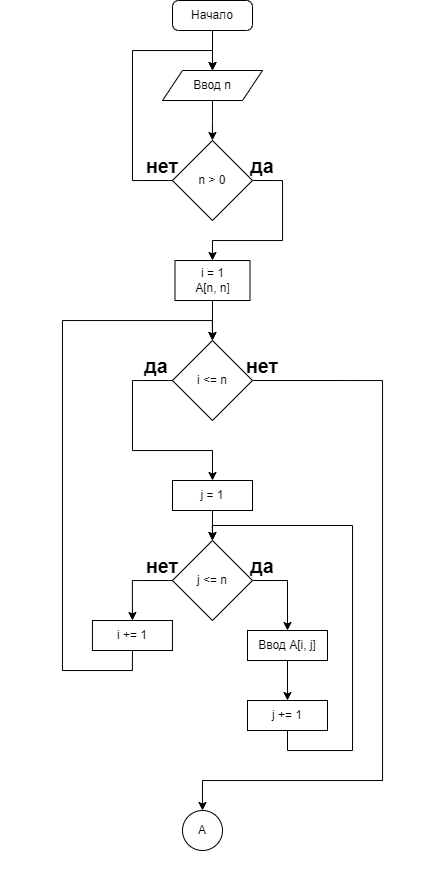 Начало
Ввод n
нет
да
n > 0
i = 1
A[n, n]
да
нет
i <= n
j = 1
нет
да
j <= n
i += 1
Ввод A[i, j]
j += 1
A